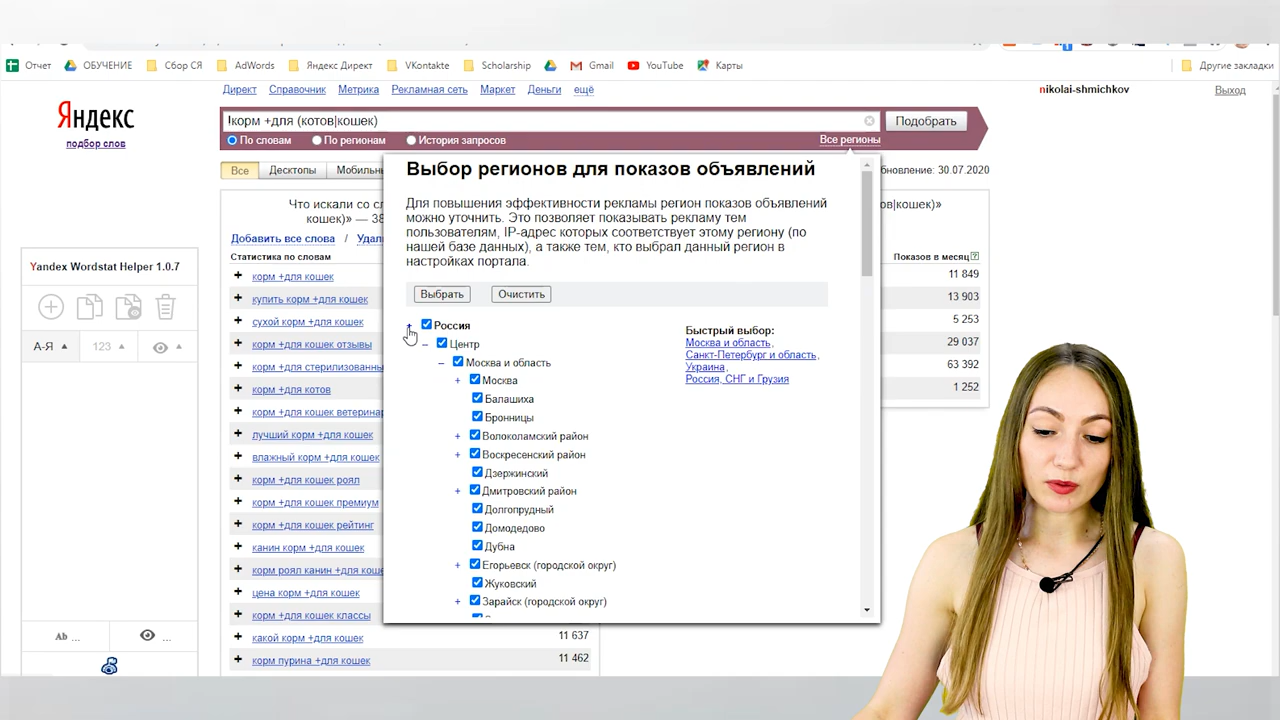 Отчет
ОБУЧЕНИЕ
Сбор СЯ
AdWords
Яндекс Директ
VKontakte
Scholarship
Gmail
YouTube
Карты
Другие закладки
Директ Справочник Метрика Рекламная сеть Маркет Деньги ещё
nikolai-shmichkov
Выход
Яндекс
подбор слов
!корм +для (котов|кошек)
Подобрать
По словам По регионам История запросов
Все регионы
Все Десктопы
Что искали со
кошек)» — 38
Добавить все слова /
Статистика по словам
корм +для кошек
купить корм +для кошек
сухой корм +для кошек
корм +для кошек отзывы
корм +для
корм +для котов
корм +для кошек
лучший корм +для кошек
влажный корм +для кошек
корм +для кошек роял
корм +для кошек премиум
корм +для кошек рейтинг
канин корм +для кошек
корм роял канин +для
цена корм +для кошек
корм +для кошек классы
какой корм +для кошек
11 637
корм пурина +для кошек
11 462
Yandex Wordstat Helper 1.0.7
А-Я
123
Ab ...
...
Выбор регионов для показов объявлений
Для повышения эффективности рекламы регион показов объявлений
можно уточнить. Это позволяет показывать рекламу тем
пользователям, IP-адрес которых соответствует этому региону (по
нашей базе данных), а также тем, кто выбрал данный регион в
настройках портала.
Выбрать
Очистить
Россия
Центр
Москва и область
Москва
Балашиха
Бронницы
Волоколамский район
Воскресенский район
Дзержинский
Дмитровский район
Долгопрудный
Домодедово
Дубна
Егорьевск (городской округ)
Жуковский
Зарайск (городской округ)
Быстрый выбор:
Москва и область,
Санкт-Петербург и область,
Украина,
Россия, СНГ и Грузия
30.07.2020
ов|кошек)»
Показов в месяц
11 849
13 903
5 253
29 037
63 392
1 252